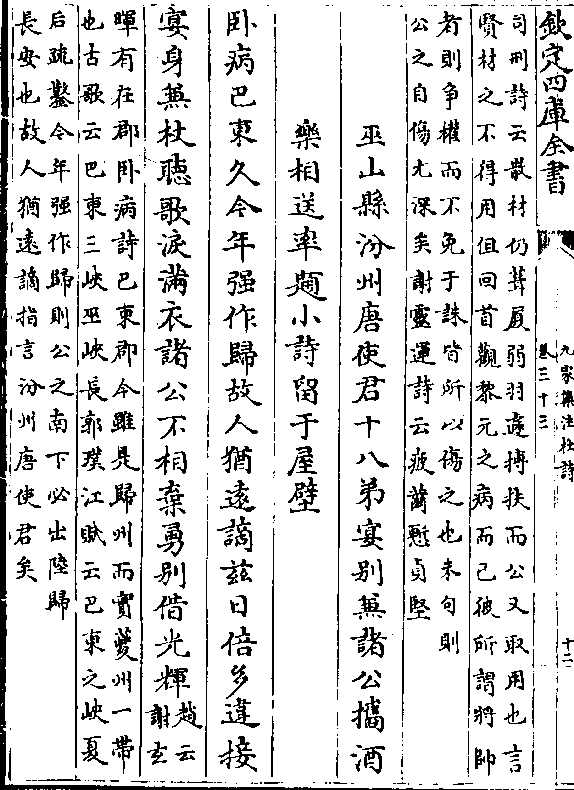 欽定四庫全書
九家集注杜詩
卷三十三
十二
司刑詩云散材仍葺厦弱羽遽摶扶而公又取用也言
賢材之不得用但回首觀黎元之病而已彼所謂将帥
者則爭權而不免于誅皆所以傷之也末句則
公之自傷尤深矣謝靈運詩云疲薾慙貞堅
巫山縣汾州唐使君十八弟宴別兼諸公攜酒
樂相送率題小詩留于屋壁
卧病巴東久今年强作歸故人猶遠謫兹日倍多違接
宴身兼杖聽歌淚滿衣諸公不相棄勇別借光輝趙云
謝玄
暉有在郡卧病詩巴東郡今雖是歸州而實夔州一帶
也古歌云巴東三峽巫峽長郭璞江賦云巴東之峽夏
后疏鑿今年强作歸則公之南下必出陸歸
長安也故人猶遠謫指言汾州唐使君矣